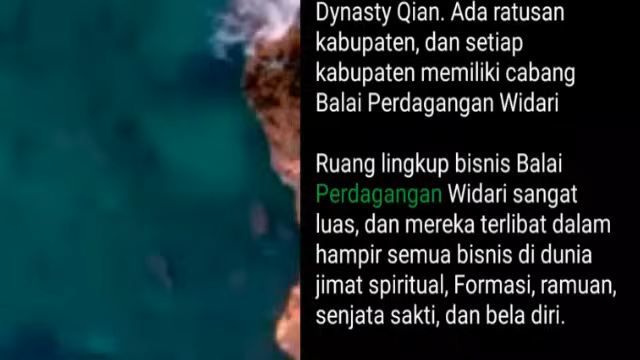 Dynasty Qian. Ada ratusan
kabupaten, dan setiap
kabupaten memiliki cabang
Balai Perdagangan Widari
Ruang lingkup bisnis Balai
Perdagangan Widari sangat
luas, dan mereka terlibat dalam
hampir semua bisnis di dunia
jimat spiritual, Formasi, ramuan,
senjata sakti, dan bela diri.